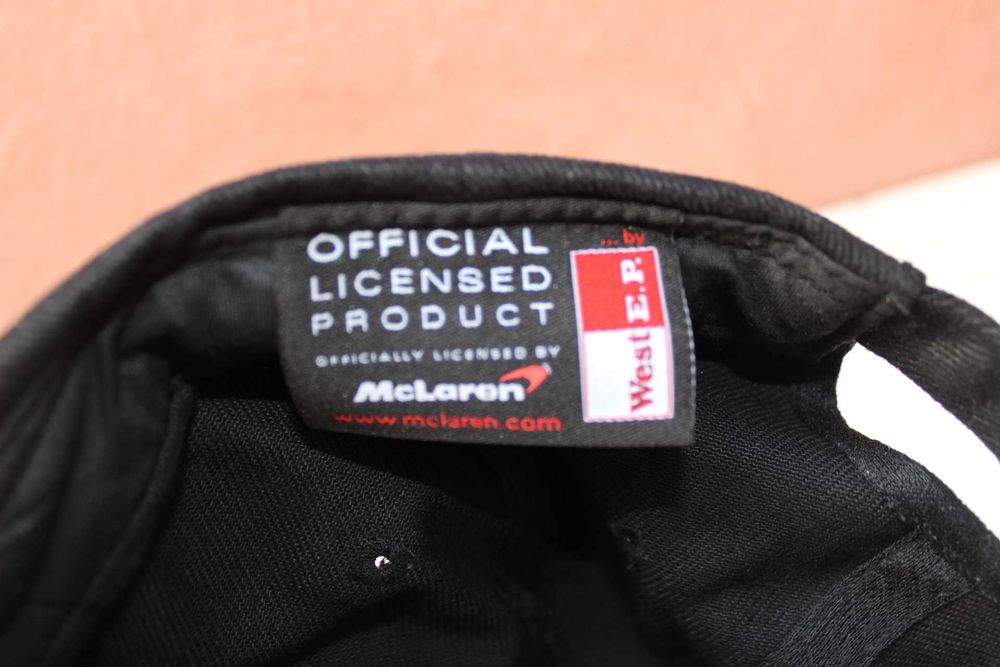 OFFICIAL
LICENSED
PRODUCT
OFFICIALLY LICENSED BY
McLaren
www.mclaren.com
... by
West E.P.